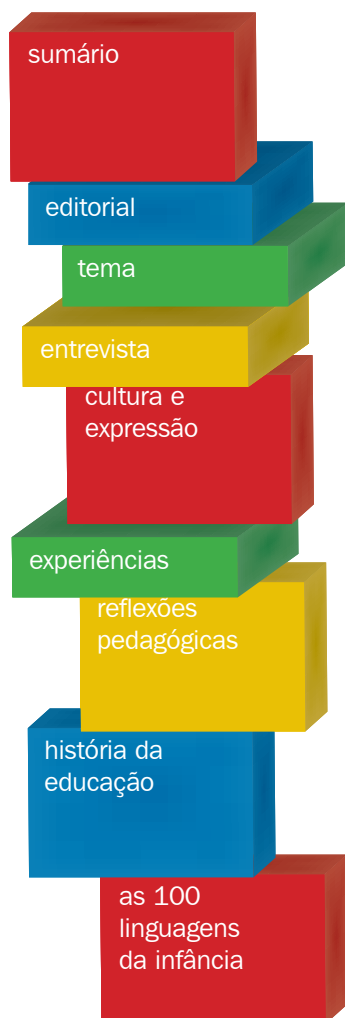 sumário
editorial
tema
entrevista
cultura e
expressão
experiências
reflexões
pedagógicas
história da
educação
as 100
linguagens
da infância